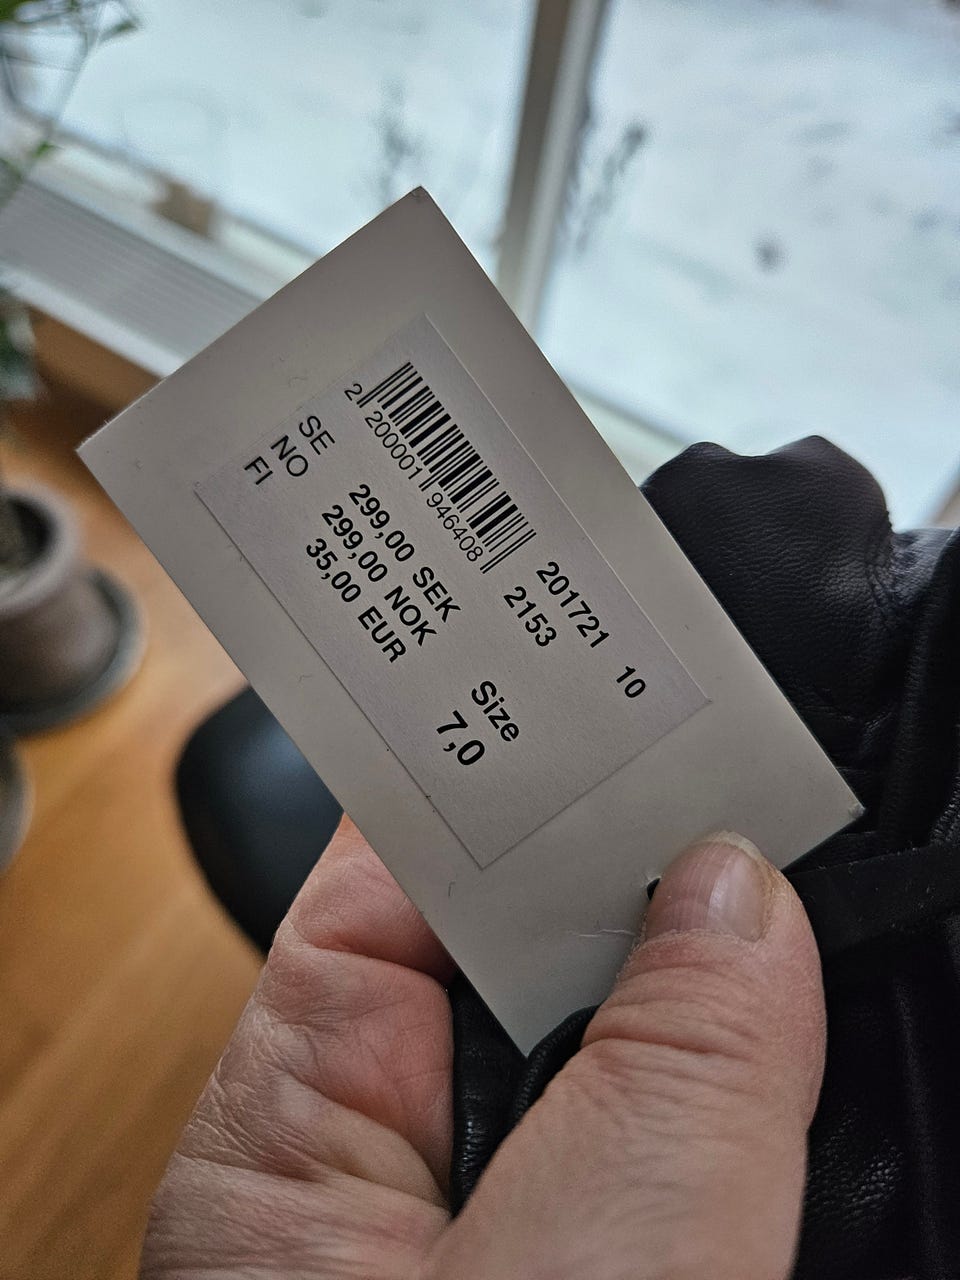 2 200001 946408
201721 10
2153
SE 299,00 SEK
NO 299,00 NOK
FI 35,00 EUR
Size
7,0